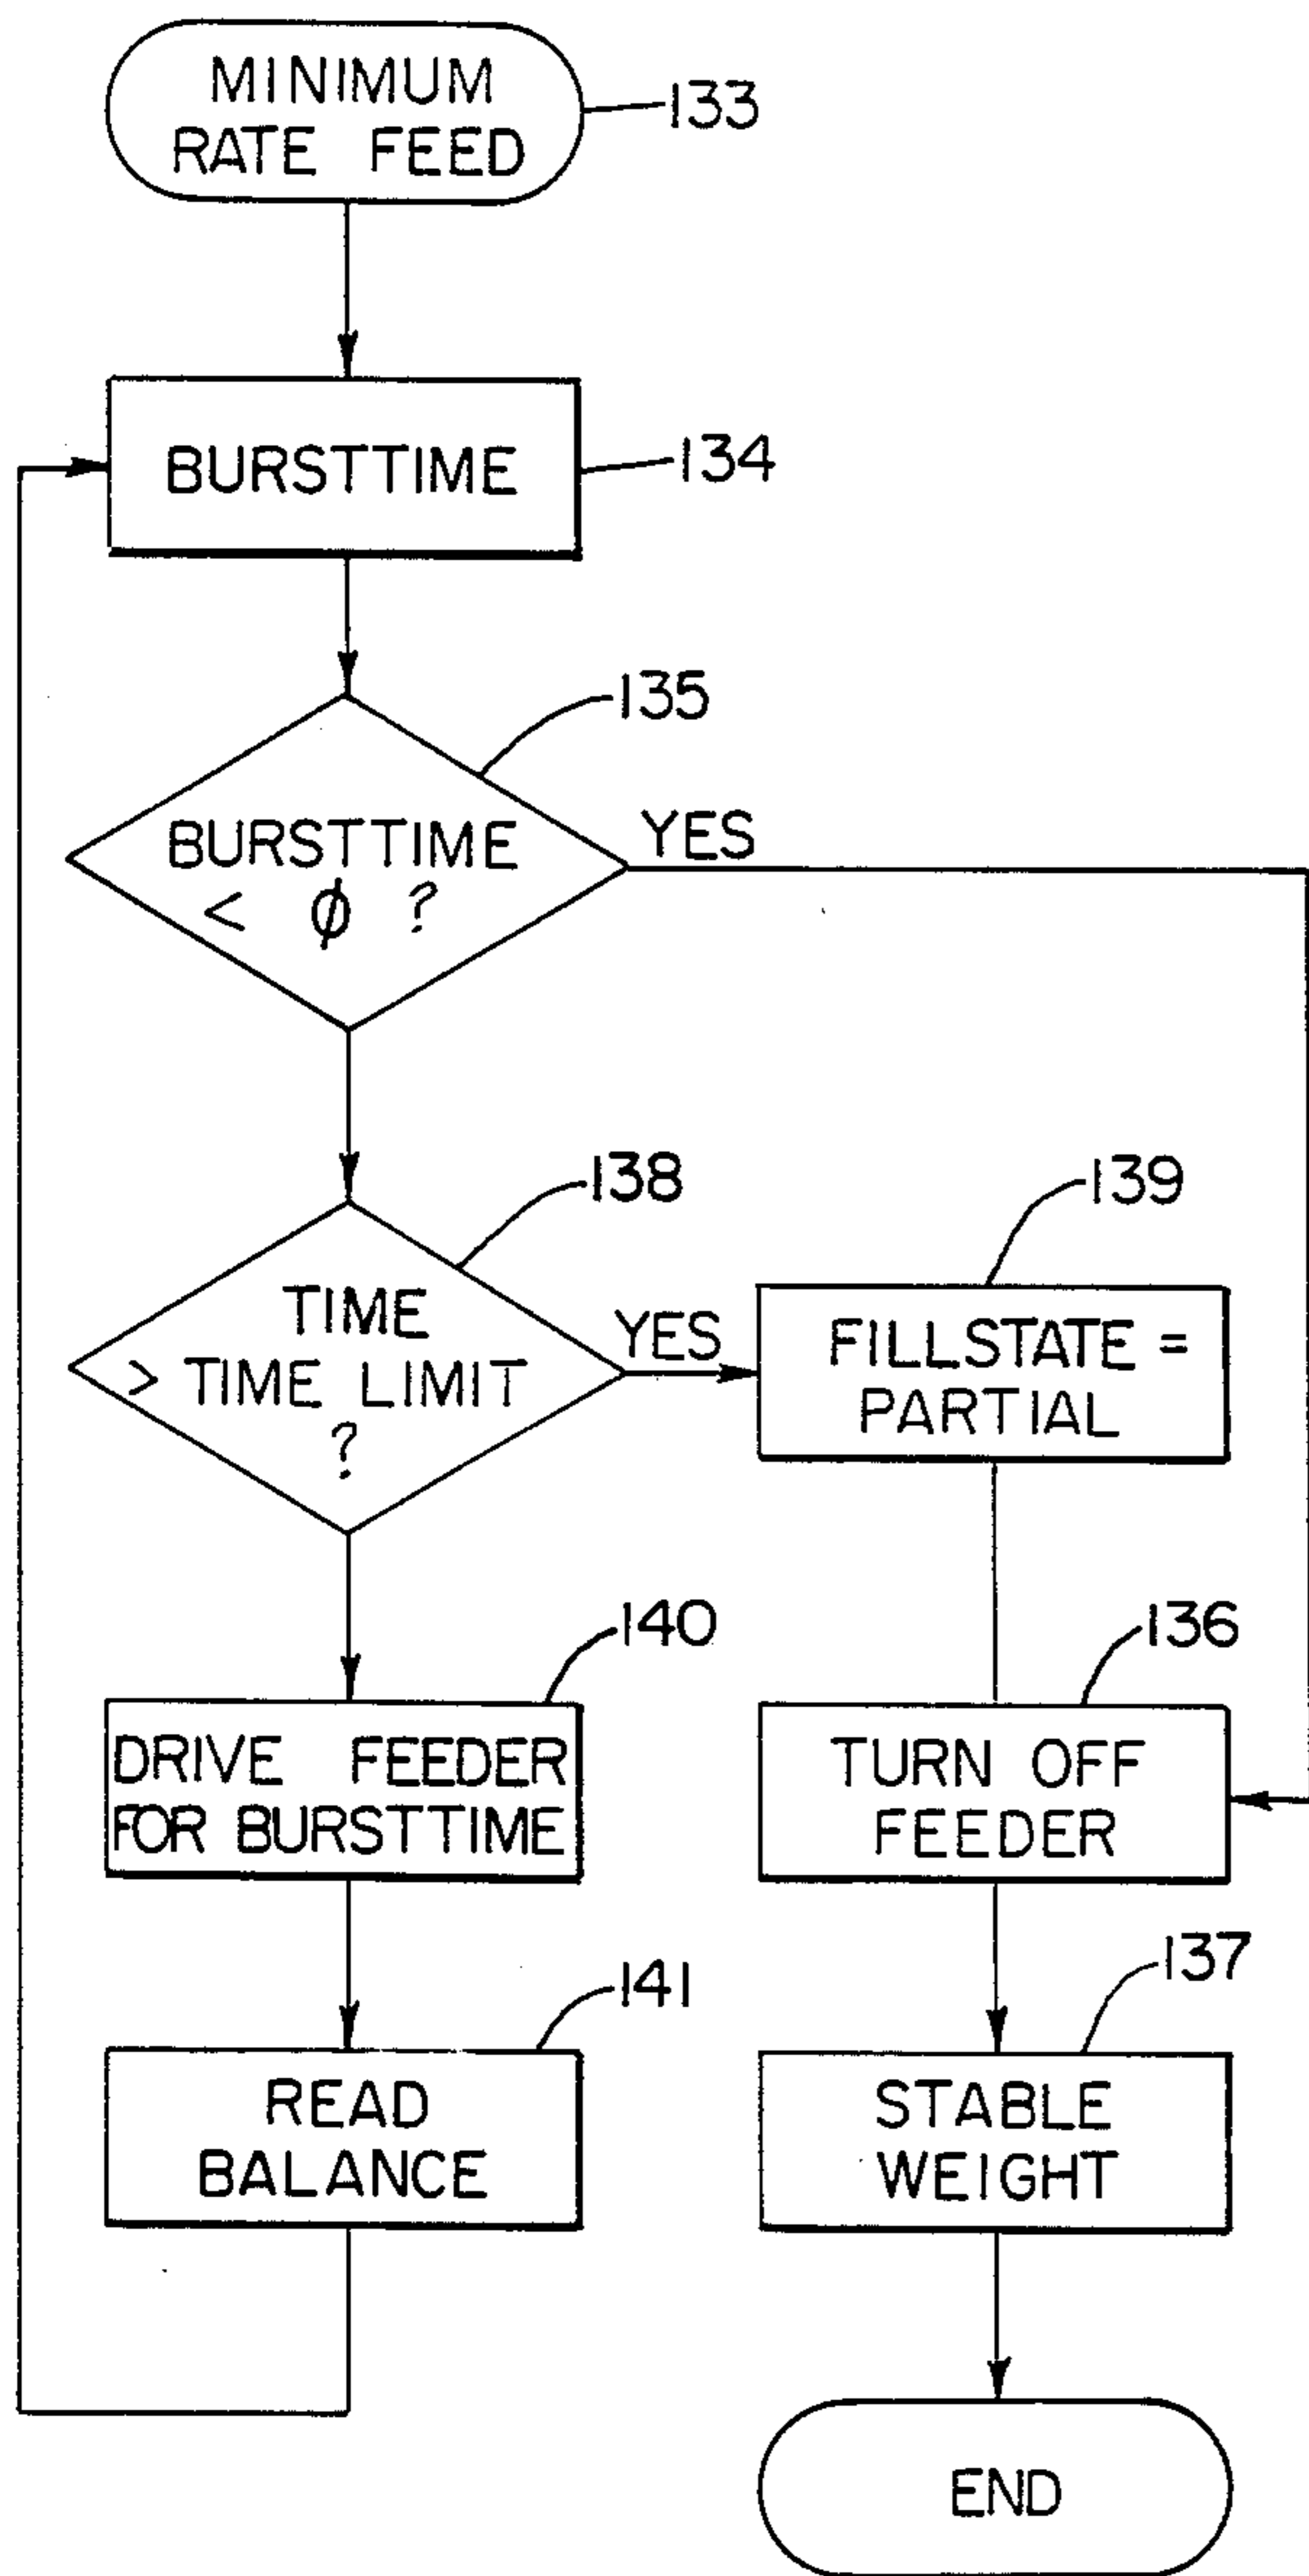 MINIMUM
RATE FEED
133
BURSTTIME
134
135
BURSTTIME
< ϕ ?
YES
138
TIME
> TIME LIMIT
?
YES
139
FILLSTATE =
PARTIAL
140
DRIVE FEEDER
FOR BURSTTIME
136
TURN OFF
FEEDER
141
READ
BALANCE
137
STABLE
WEIGHT
END